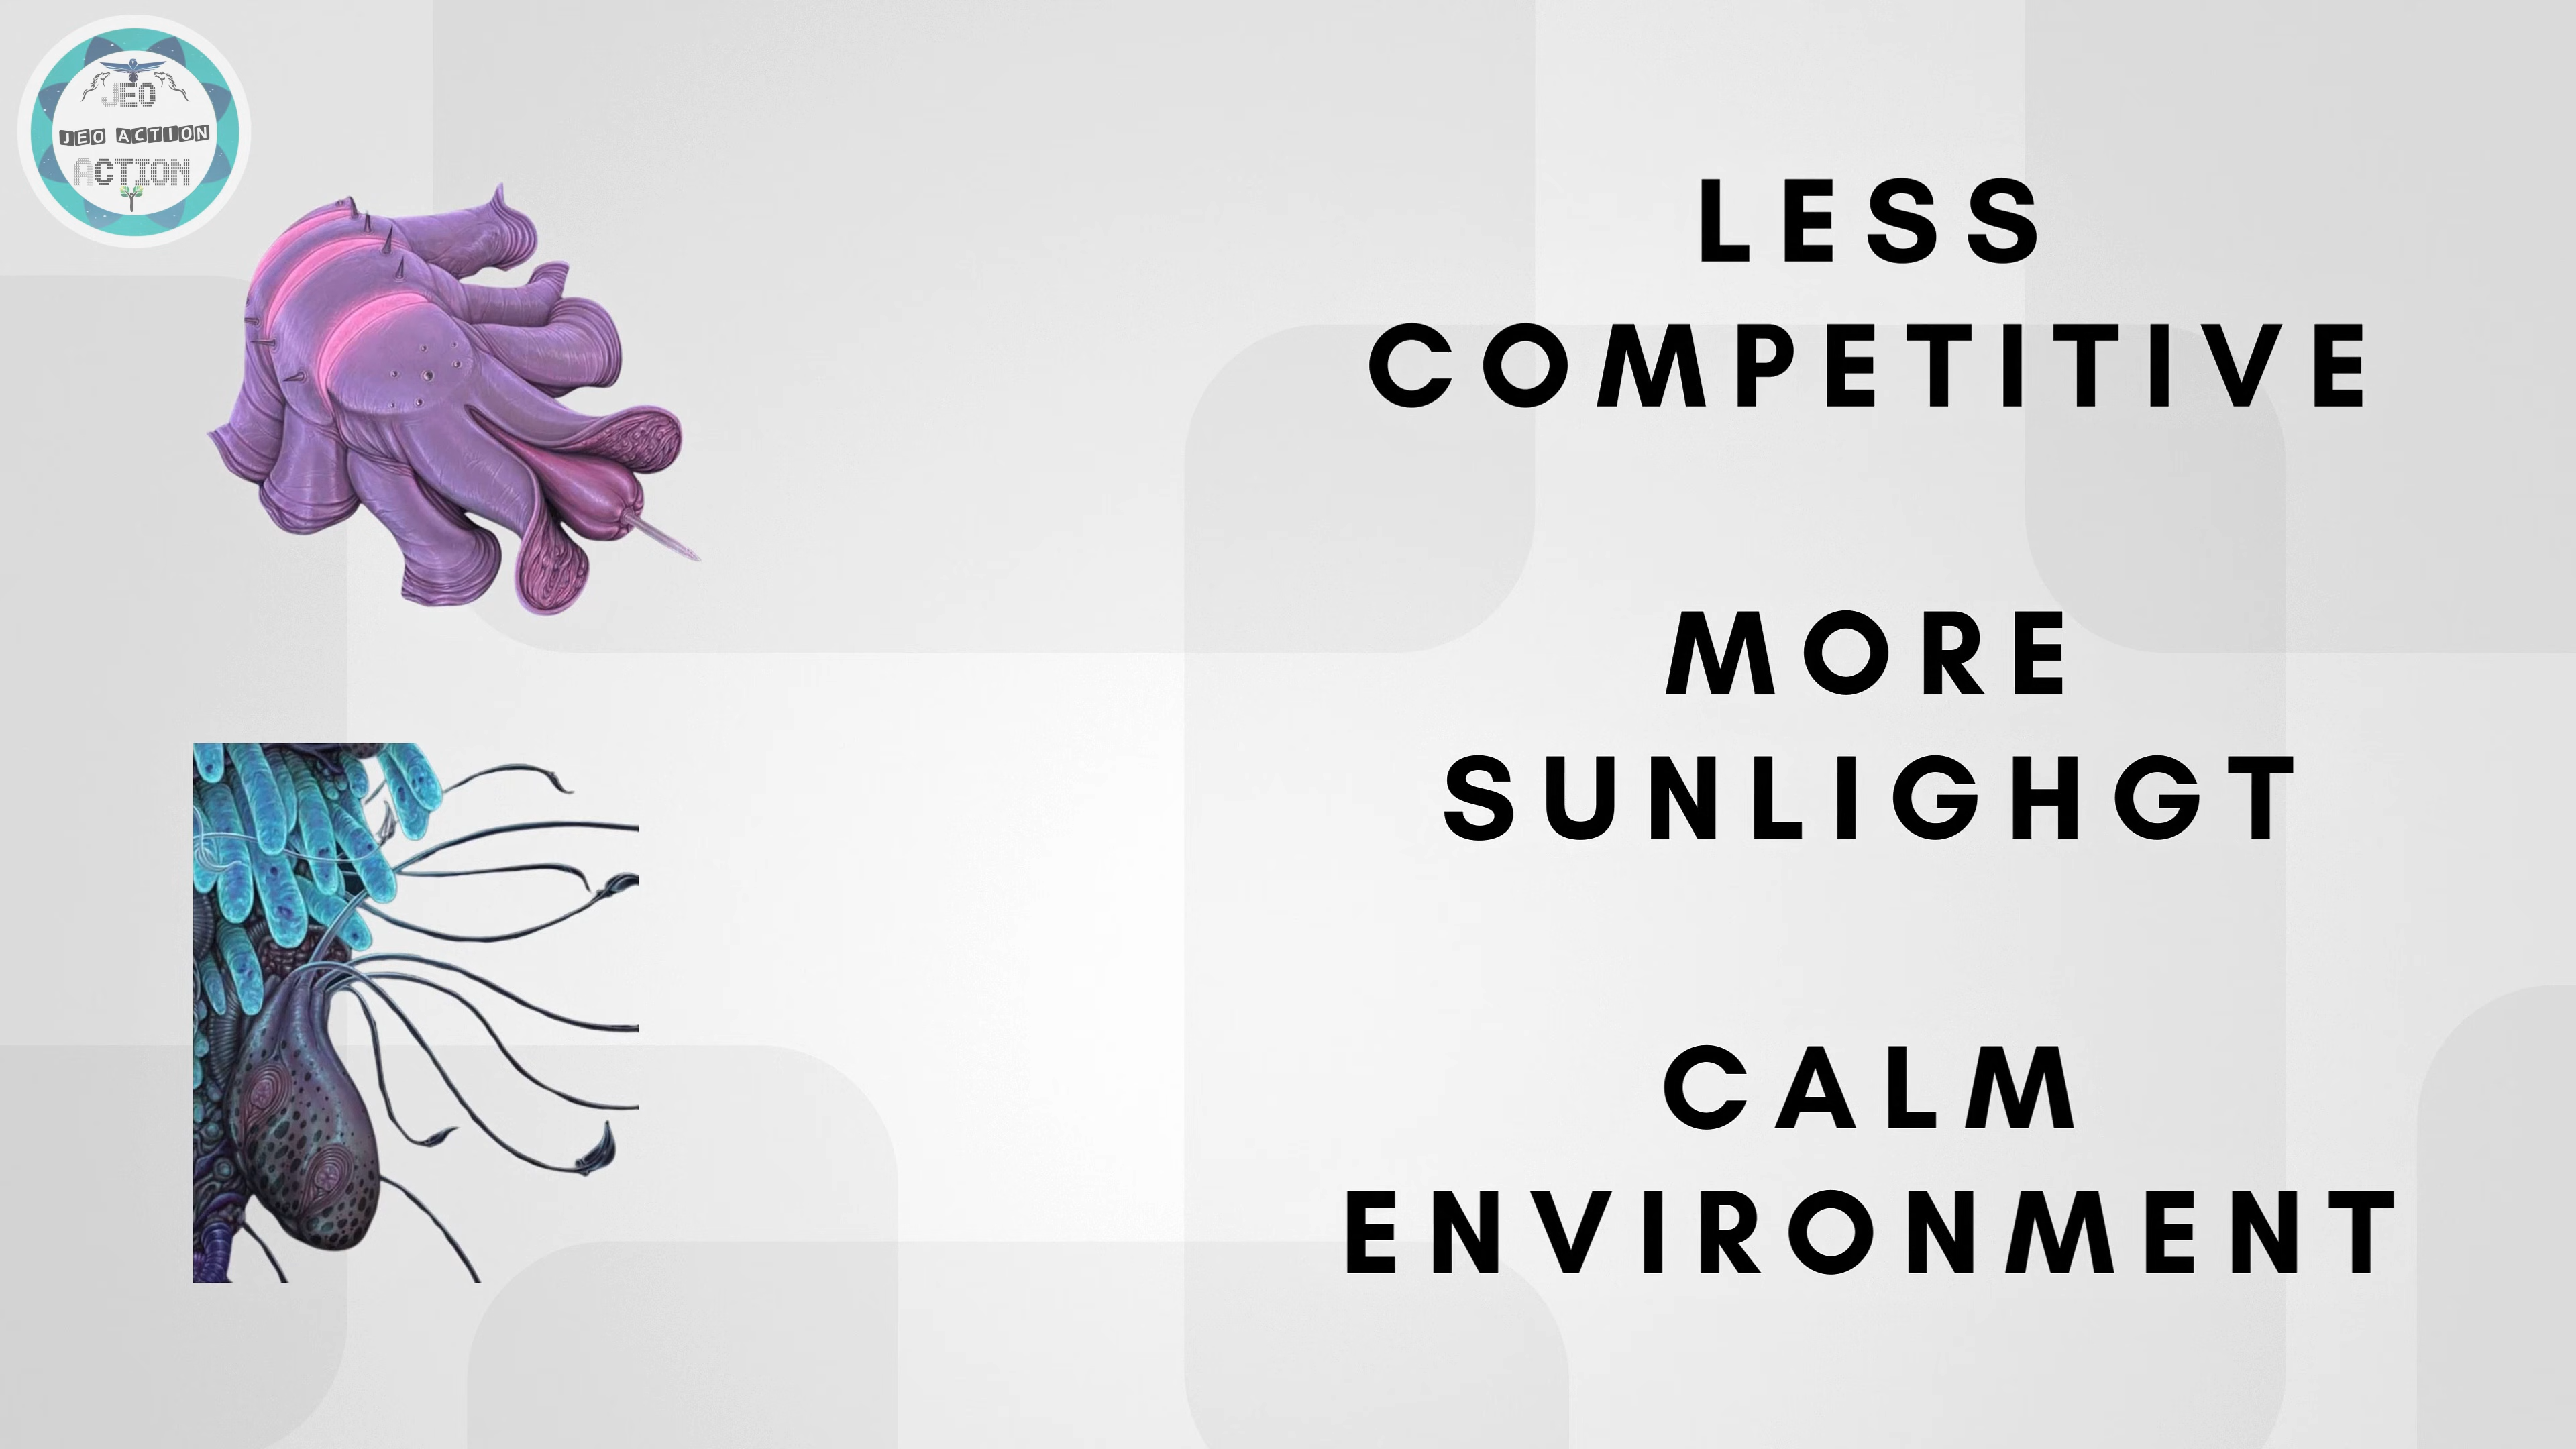 JEO
JEO ACTION
ACTION
LESS
COMPETITIVE
MORE
SUNLIGHGT
CALM
ENVIRONMENT